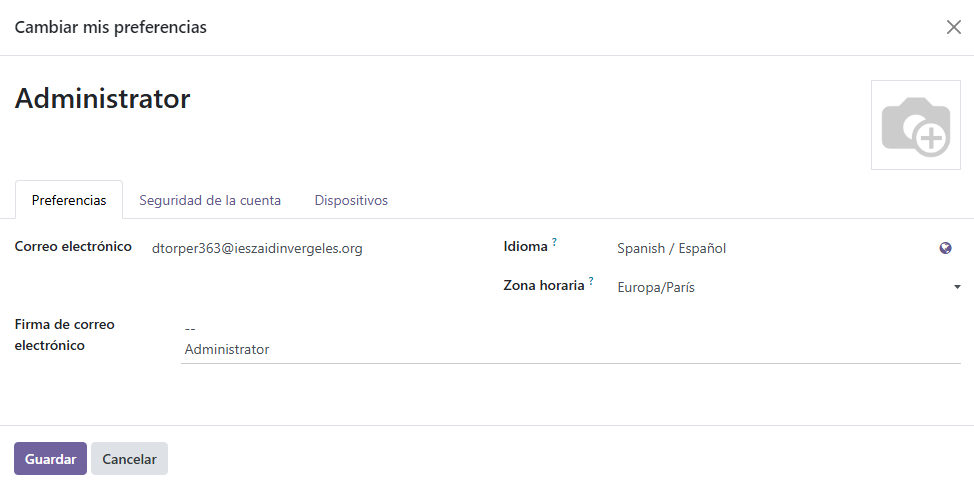 Cambiar mis preferencias
Administrator
Preferencias
Seguridad de la cuenta
Dispositivos
Correo electrónico
dtorper363@ieszaidinvergeles.org
Idioma ?
Spanish / Español
Zona horaria ?
Europa/París
Firma de correo
electrónico
--
Administrator
Guardar
Cancelar